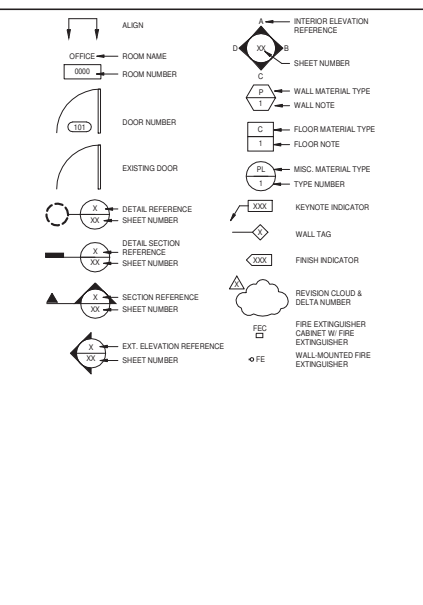 ALIGN
OFFICE
ROOM NAME
0000
ROOM NUMBER
101
DOOR NUMBER
EXISTING DOOR
X
DETAIL REFERENCE
XX
SHEET NUMBER
X
DETAIL SECTION
REFERENCE
XX
SHEET NUMBER
X
SECTION REFERENCE
XX
SHEET NUMBER
X
EXT. ELEVATION REFERENCE
XX
SHEET NUMBER
A
INTERIOR ELEVATION
REFERENCE
D
XX
B
SHEET NUMBER
C
P
WALL MATERIAL TYPE
1
WALL NOTE
C
FLOOR MATERIAL TYPE
1
FLOOR NOTE
PL
MISC. MATERIAL TYPE
1
TYPE NUMBER
XXX
KEYNOTE INDICATOR
X
WALL TAG
XXX
FINISH INDICATOR
X
REVISION CLOUD &
DELTA NUMBER
FEC
FIRE EXTINGUISHER
CABINET W/ FIRE
EXTINGUISHER
FE
WALL-MOUNTED FIRE
EXTINGUISHER